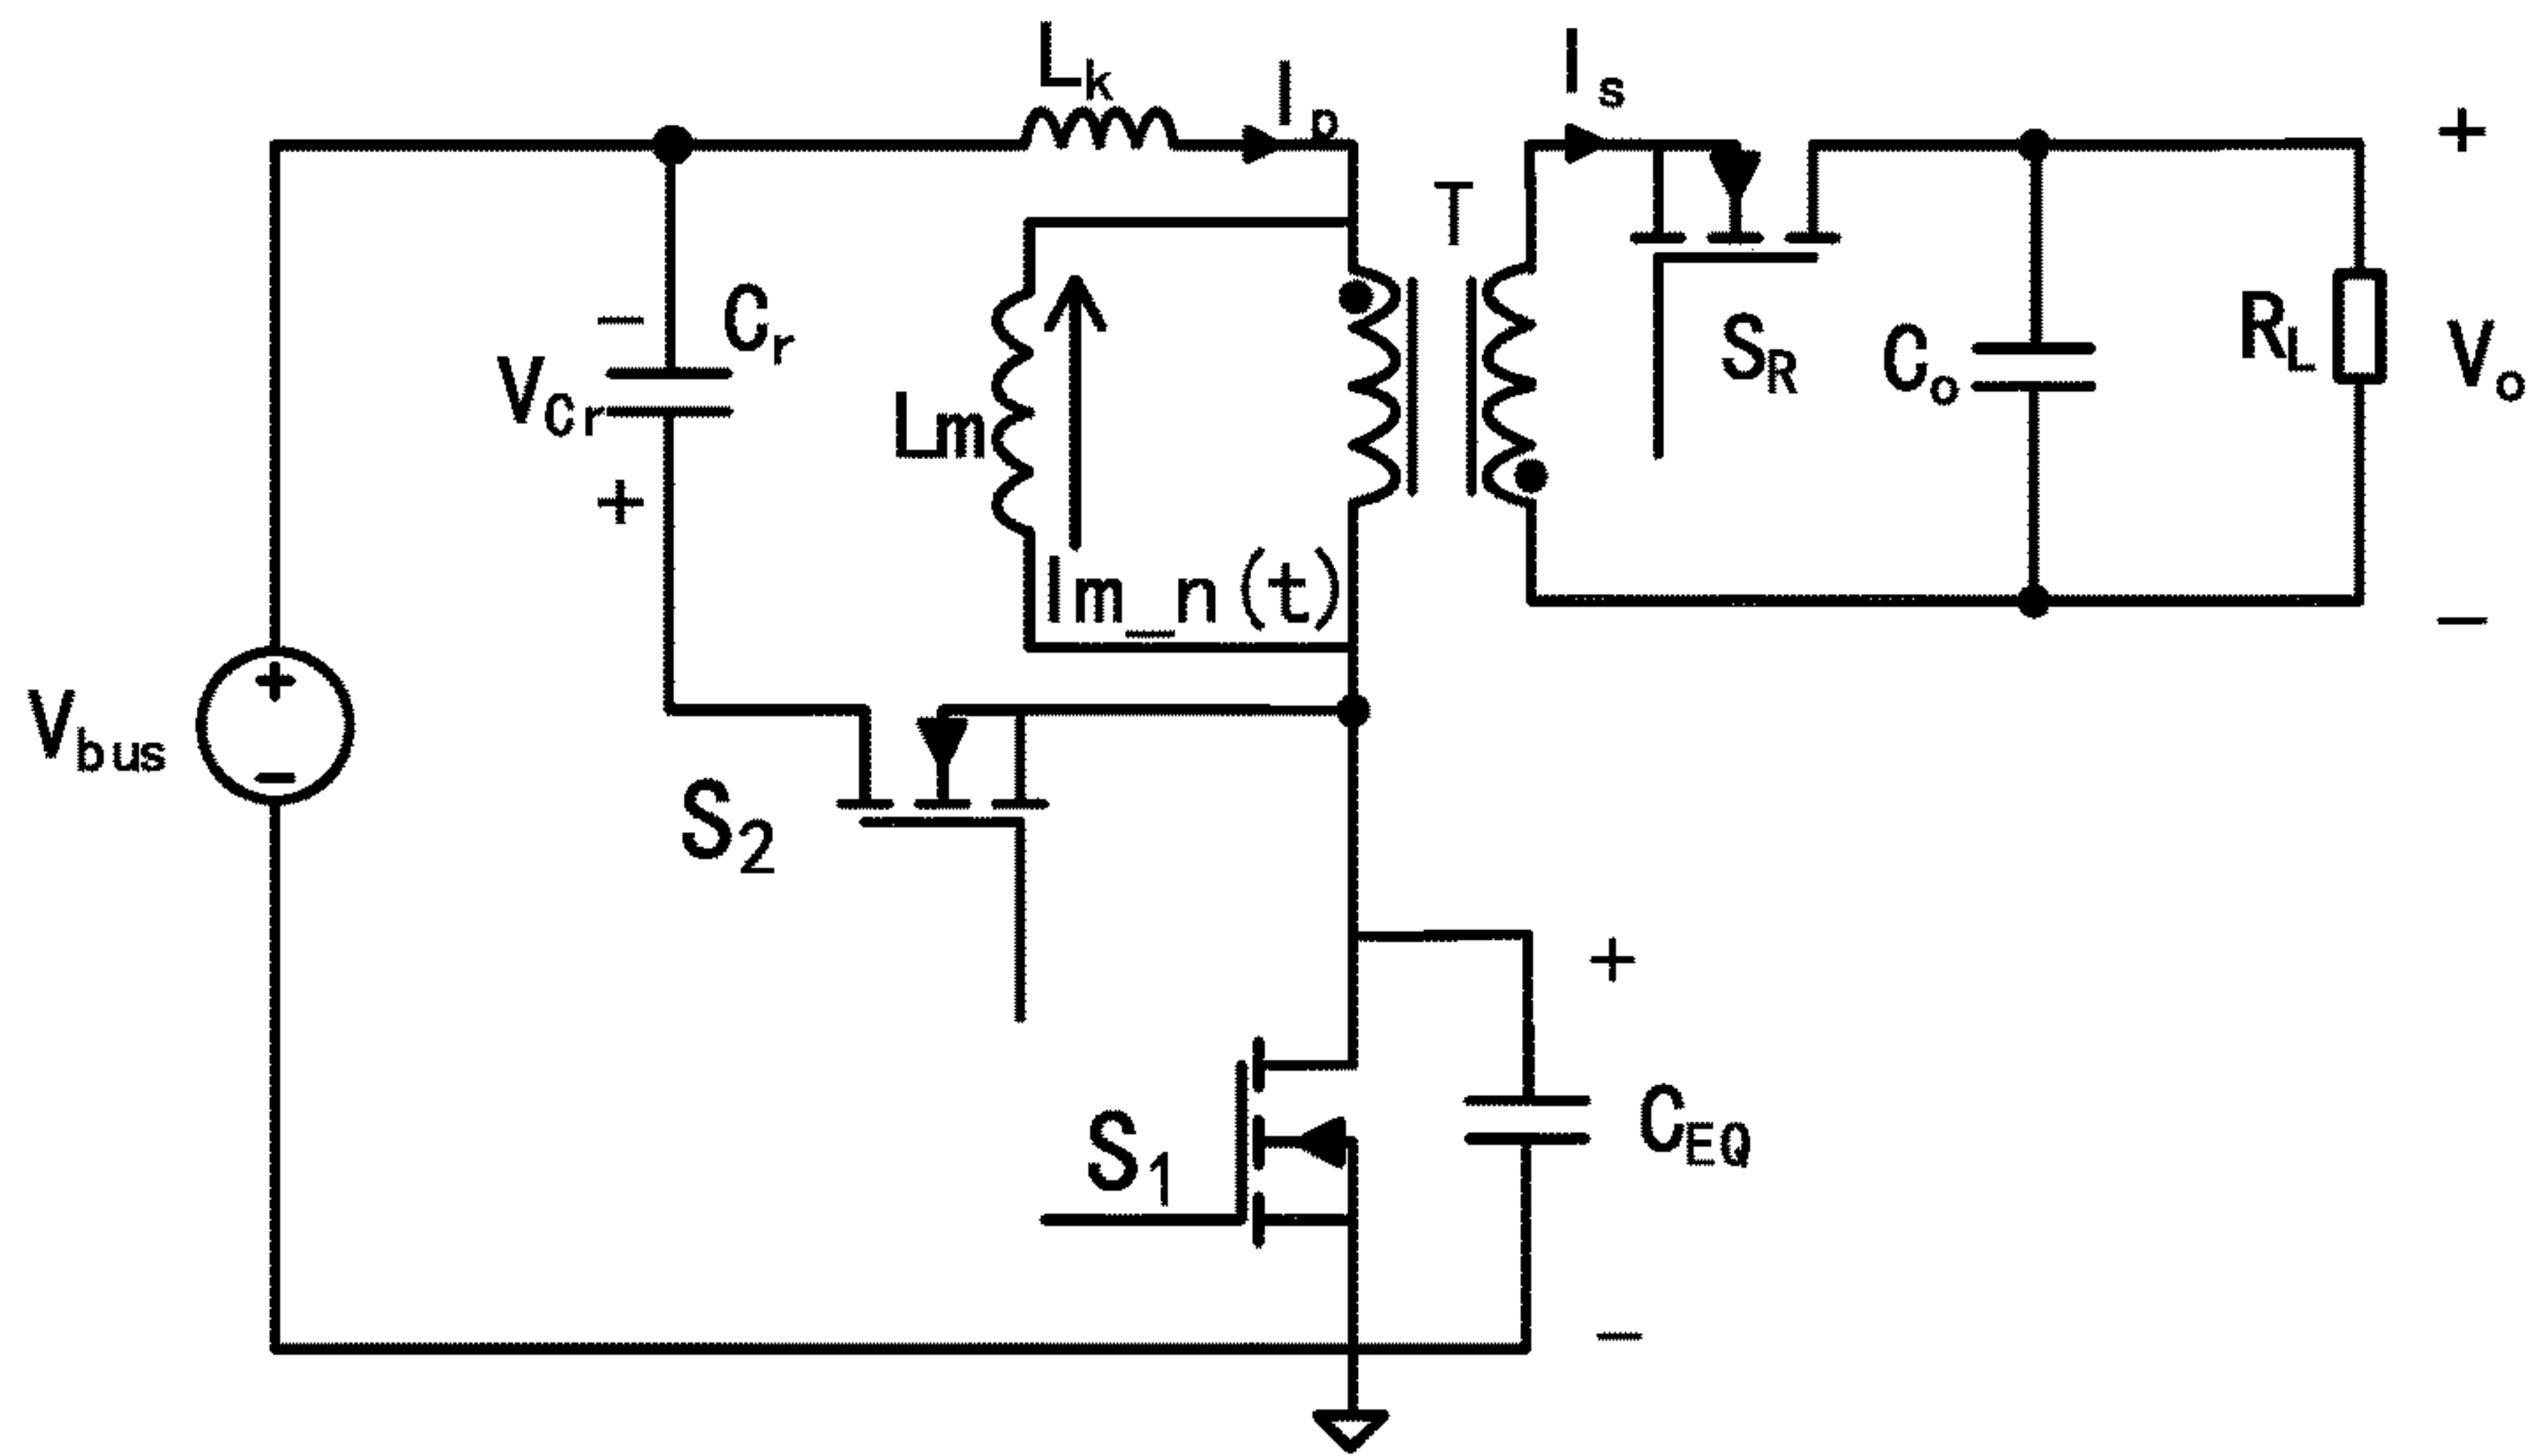 Lk
Ip
Is
+
T
−
Cr
VCr
+
Lm
SR
Co
RL
Vo
Im_n(t)
−
Vbus
+
−
S2
+
S1
CEQ
−